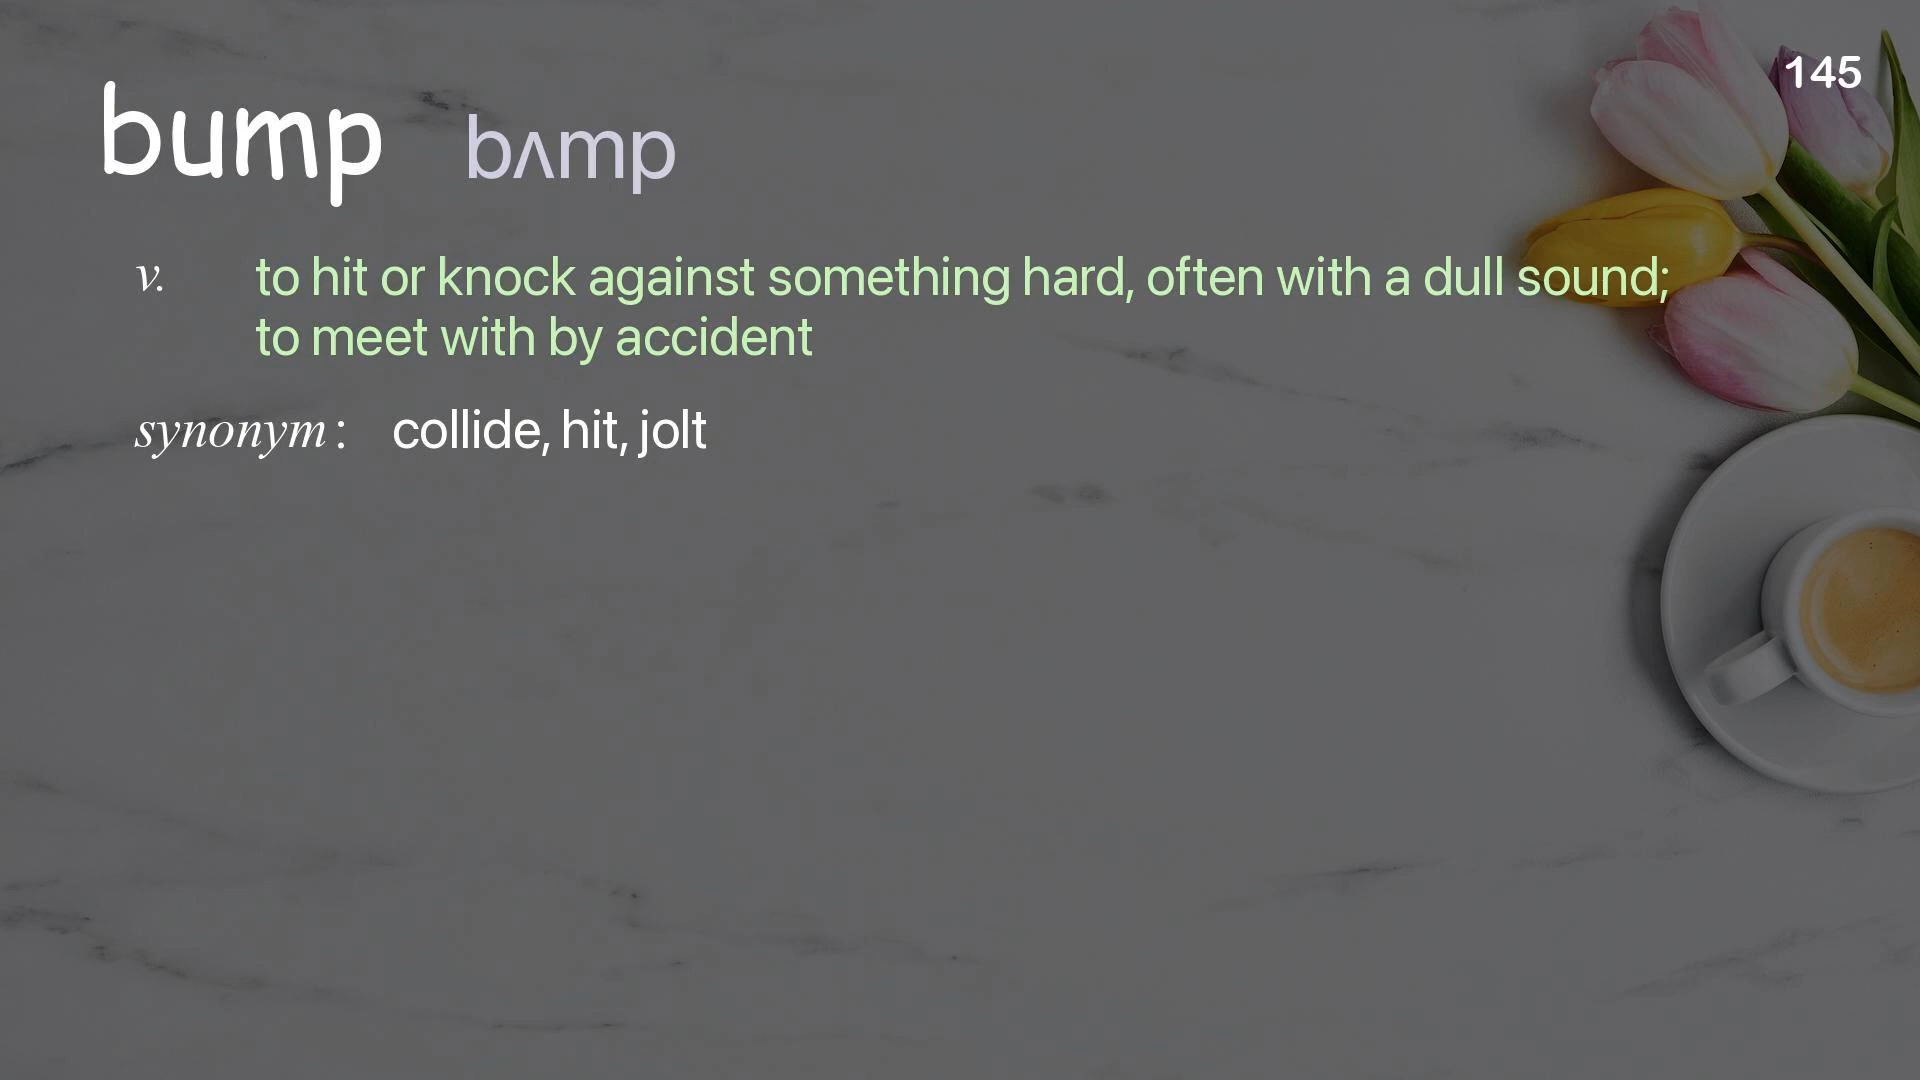 145
bump bʌmp
v. to hit or knock against something hard, often with a dull sound;
to meet with by accident
synonym : collide, hit, jolt